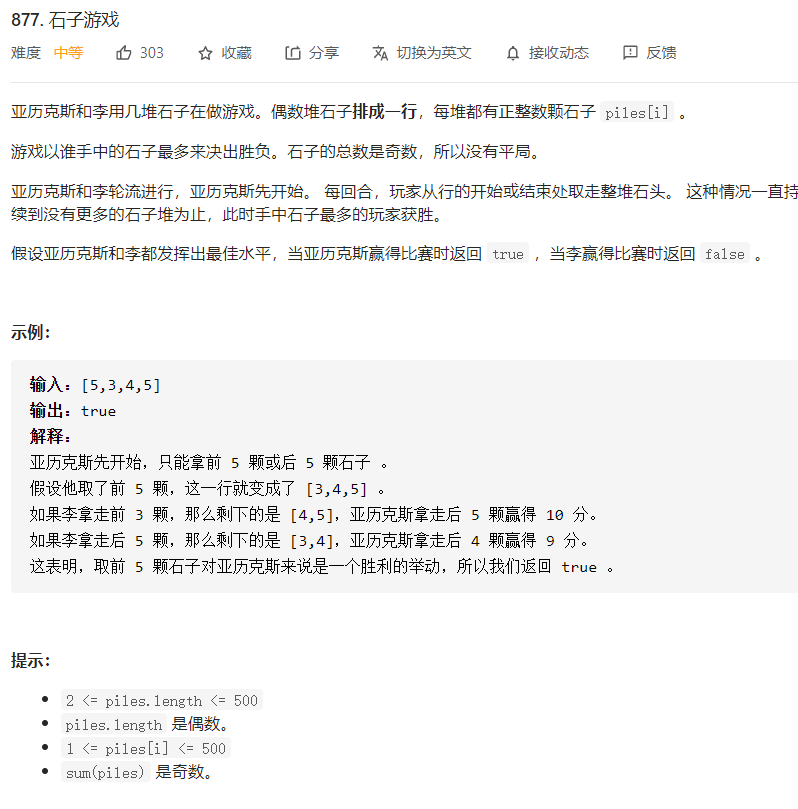 877. 石子游戏
难度 中等 303 收藏 分享 切换为英文 接收动态 反馈
亚历克斯和李用几堆石子在做游戏。偶数堆石子排成一行，每堆都有正整数颗石子 piles[i] 。
游戏以谁手中的石子最多来决出胜负。石子的总数是奇数，所以没有平局。
亚历克斯和李轮流进行，亚历克斯先开始。 每回合，玩家从行的开始或结束处取走整堆石头。 这种情况一直持
续到没有更多的石子堆为止，此时手中石子最多的玩家获胜。
假设亚历克斯和李都发挥出最佳水平，当亚历克斯赢得比赛时返回 true ，当李赢得比赛时返回 false 。
示例：
输入：[5,3,4,5]
输出：true
解释：
亚历克斯先开始，只能拿前 5 颗或后 5 颗石子 。
假设他取了前 5 颗，这一行就变成了 [3,4,5] 。
如果李拿走前 3 颗，那么剩下的是 [4,5]，亚历克斯拿走后 5 颗赢得 10 分。
如果李拿走后 5 颗，那么剩下的是 [3,4]，亚历克斯拿走后 4 颗赢得 9 分。
这表明，取前 5 颗石子对亚历克斯来说是一个胜利的举动，所以我们返回 true 。
提示：
2 <= piles.length <= 500
piles.length 是偶数。
1 <= piles[i] <= 500
sum(piles) 是奇数。